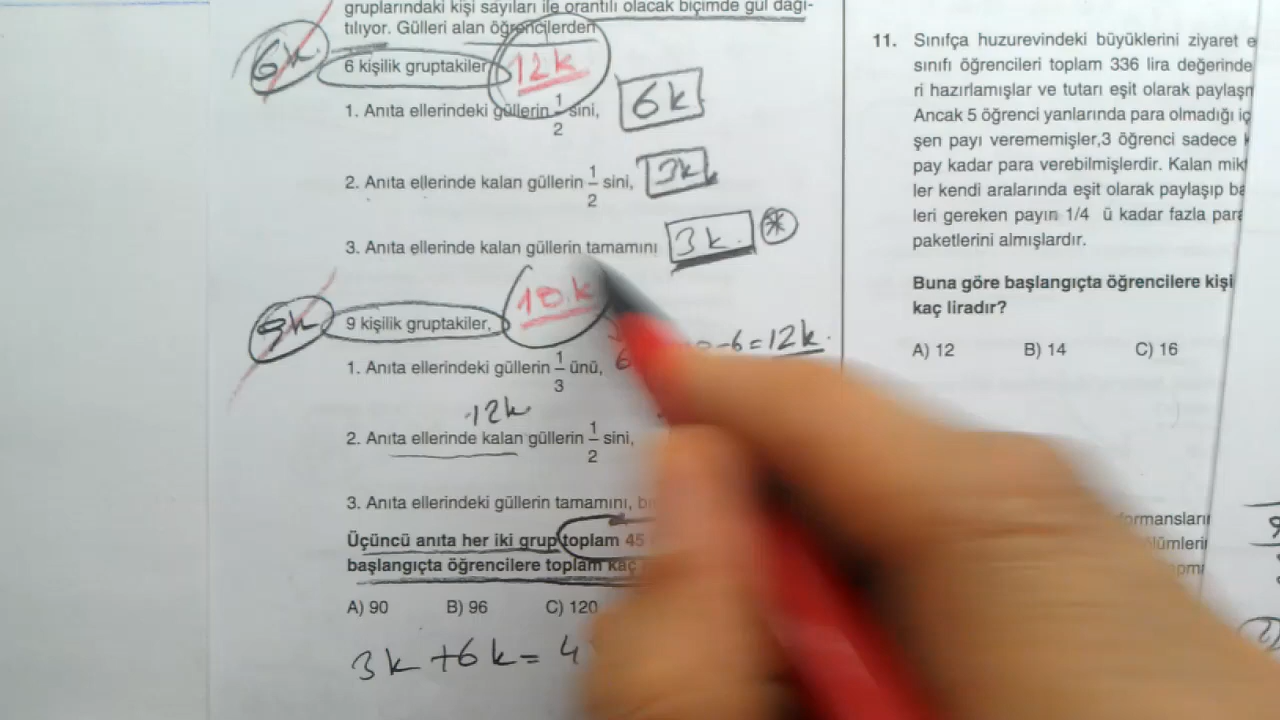 gruplarındaki kişi sayıları ile orantılı olacak biçimde gül dağı-
tılıyor. Gülleri alan öğrencilerden
6k
6 kişilik gruptakiler
12k
1. Anıta ellerindeki güllerin 1/2 sini,
6k
2. Anıta ellerinde kalan güllerin 1/2 sini,
3k
3. Anıta ellerinde kalan güllerin tamamını
3k.
9k
9 kişilik gruptakiler,
18k
1. Anıta ellerindeki güllerin 1/3 ünü,
-6=12k.
12k
2. Anıta ellerinde kalan güllerin 1/2 sini,
3. Anıta ellerindeki güllerin tamamını,
Üçüncü anıta her iki grup toplam 45
başlangıçta öğrencilere toplam kaç
A) 90 B) 96 C) 120
3k+6k=4
11. Sınıfça huzurevindeki büyüklerini ziyaret e
sınıfı öğrencileri toplam 336 lira değerinde
ri hazırlamışlar ve tutarı eşit olarak paylaşm
Ancak 5 öğrenci yanlarında para olmadığı iç
şen payı verememişler,3 öğrenci sadece
pay kadar para verebilmişlerdir. Kalan mik
ler kendi aralarında eşit olarak paylaşıp ba
leri gereken payın 1/4 ü kadar fazla para
paketlerini almışlardır.
Buna göre başlangıçta öğrencilere kişi
kaç liradır?
A) 12 B) 14 C) 16